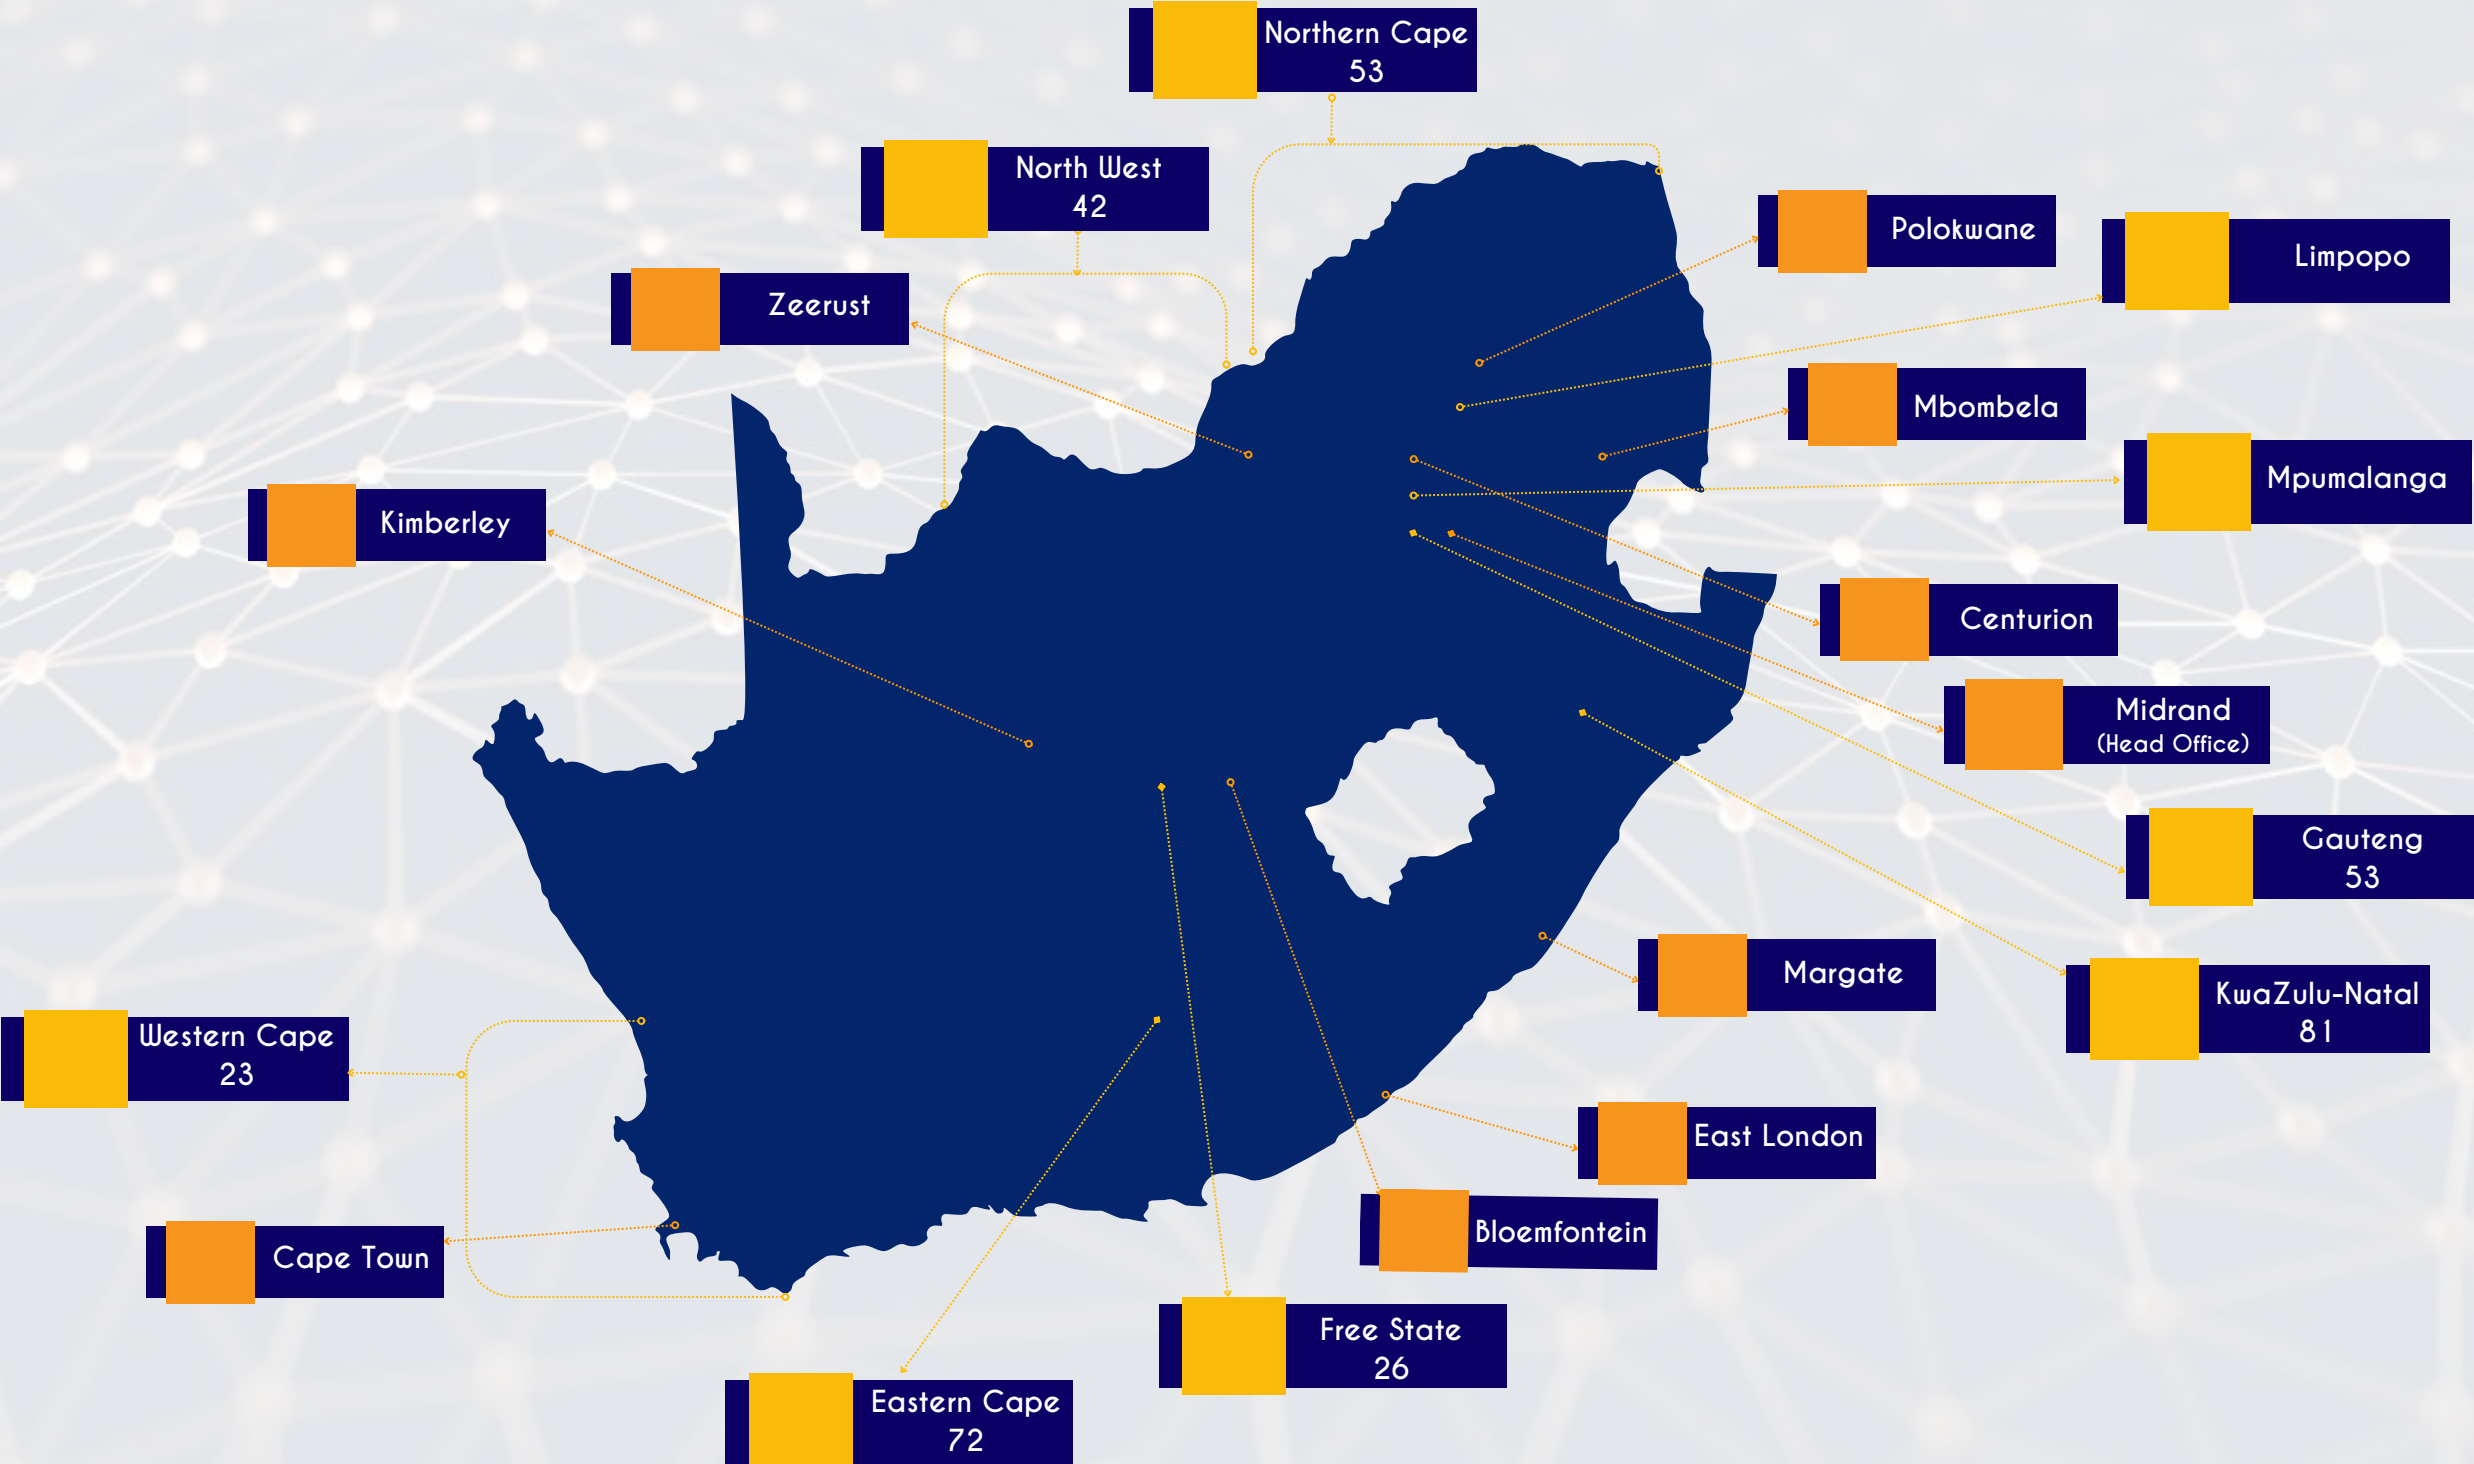 Northern Cape
53
North West
42
Polokwane
Limpopo
Zeerust
Mbombela
Mpumalanga
Kimberley
Centurion
Midrand
(Head Office)
Gauteng
53
Margate
KwaZulu-Natal
81
Western Cape
23
East London
Bloemfontein
Cape Town
Free State
26
Eastern Cape
72